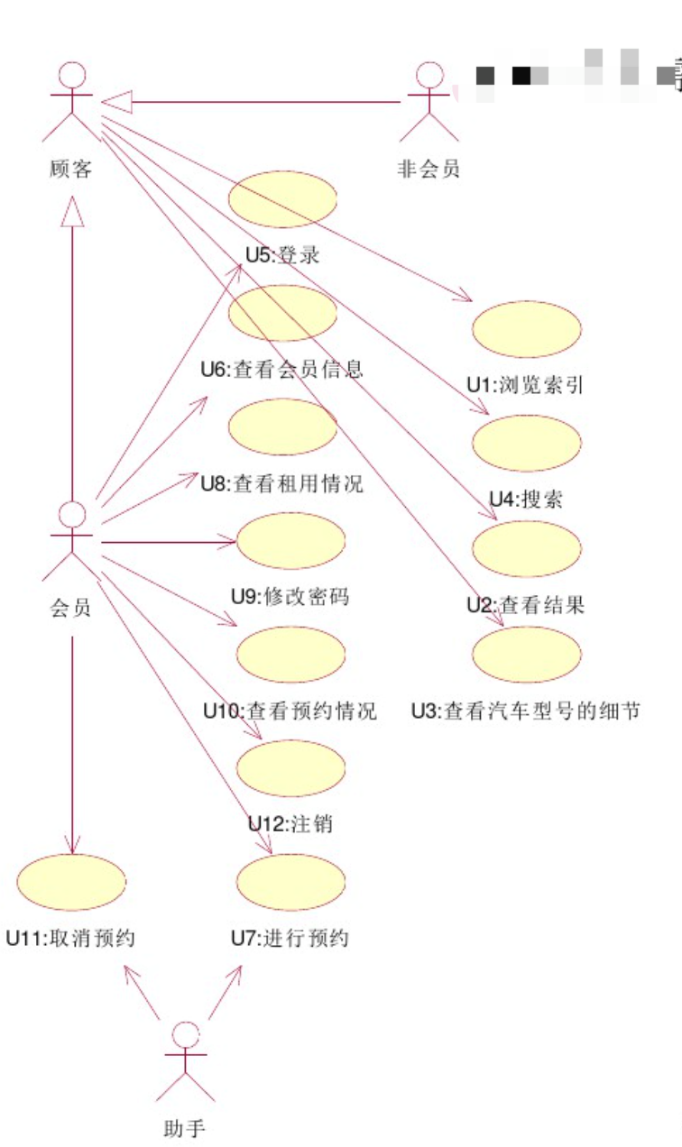 顾客
非会员
U5:登录
U6:查看会员信息
U1:浏览索引
U8:查看租用情况
U4:搜索
U9:修改密码
会员
U2:查看结果
U10:查看预约情况
U3:查看汽车型号的细节
U12:注销
U11:取消预约
U7:进行预约
助手